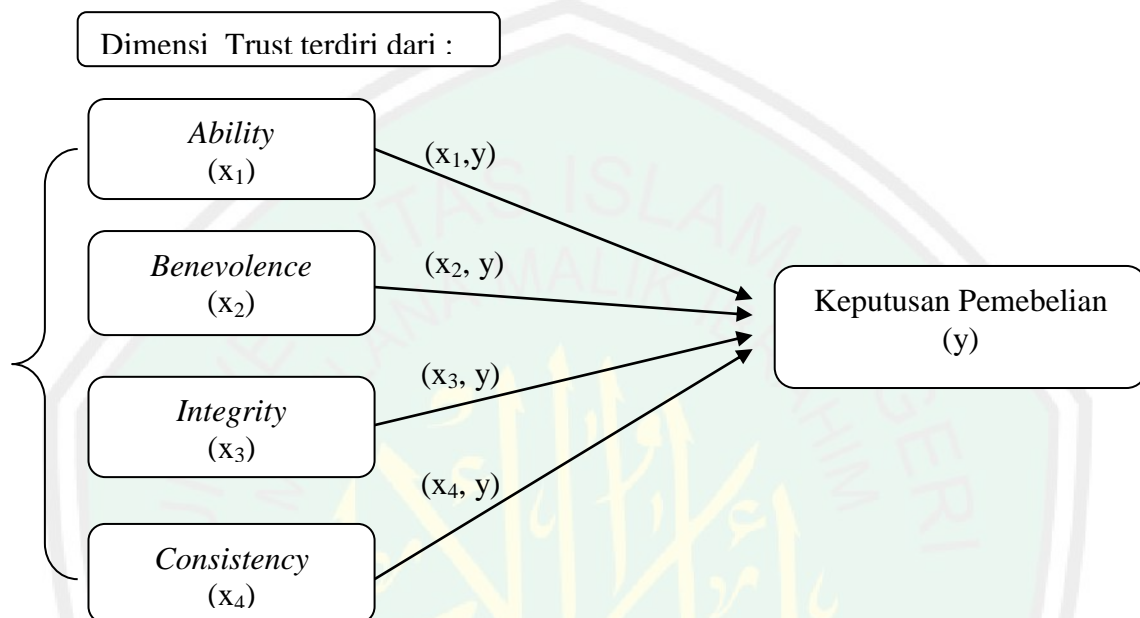 Dimensi Trust terdiri dari :
Ability
(x₁)
(x₁,y)
Benevolence
(x₂)
(x₂, y)
Keputusan Pemebelian
(y)
Integrity
(x₃)
(x₃, y)
Consistency
(x₄)
(x₄, y)